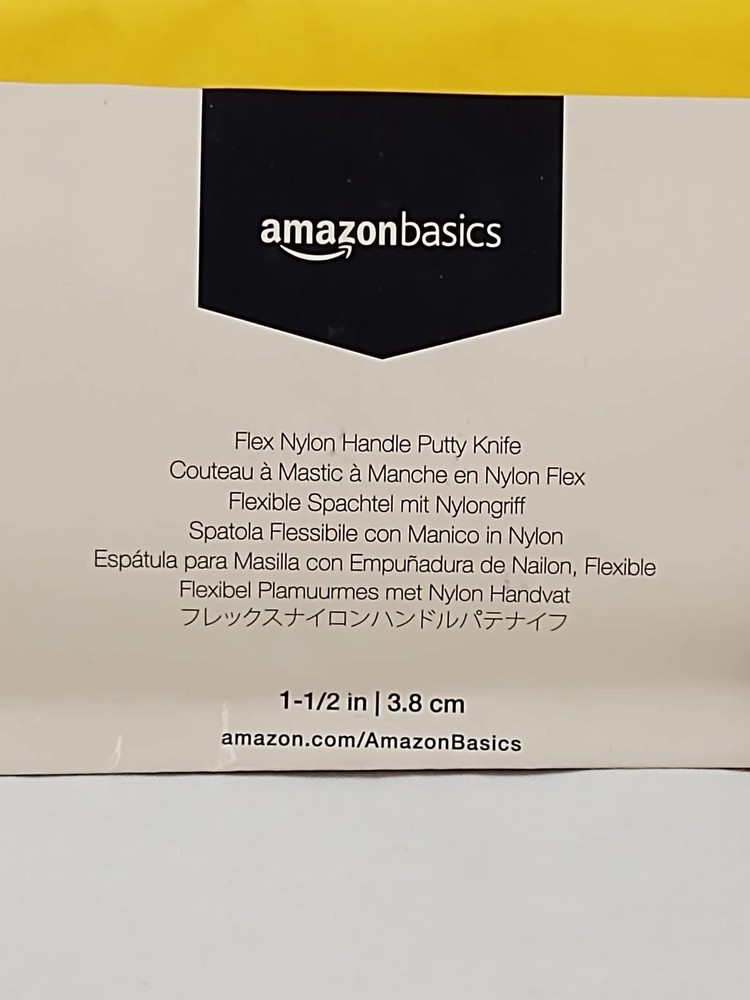 amazonbasics
Flex Nylon Handle Putty Knife
Couteau à Mastic à Manche en Nylon Flex
Flexible Spachtel mit Nylongriff
Spatola Flessibile con Manico in Nylon
Espátula para Masilla con Empuñadura de Nailon, Flexible
Flexibel Plamuurmes met Nylon Handvat
フレックスナイロンハンドルパテナイフ
1-1/2 in | 3.8 cm
amazon.com/AmazonBasics